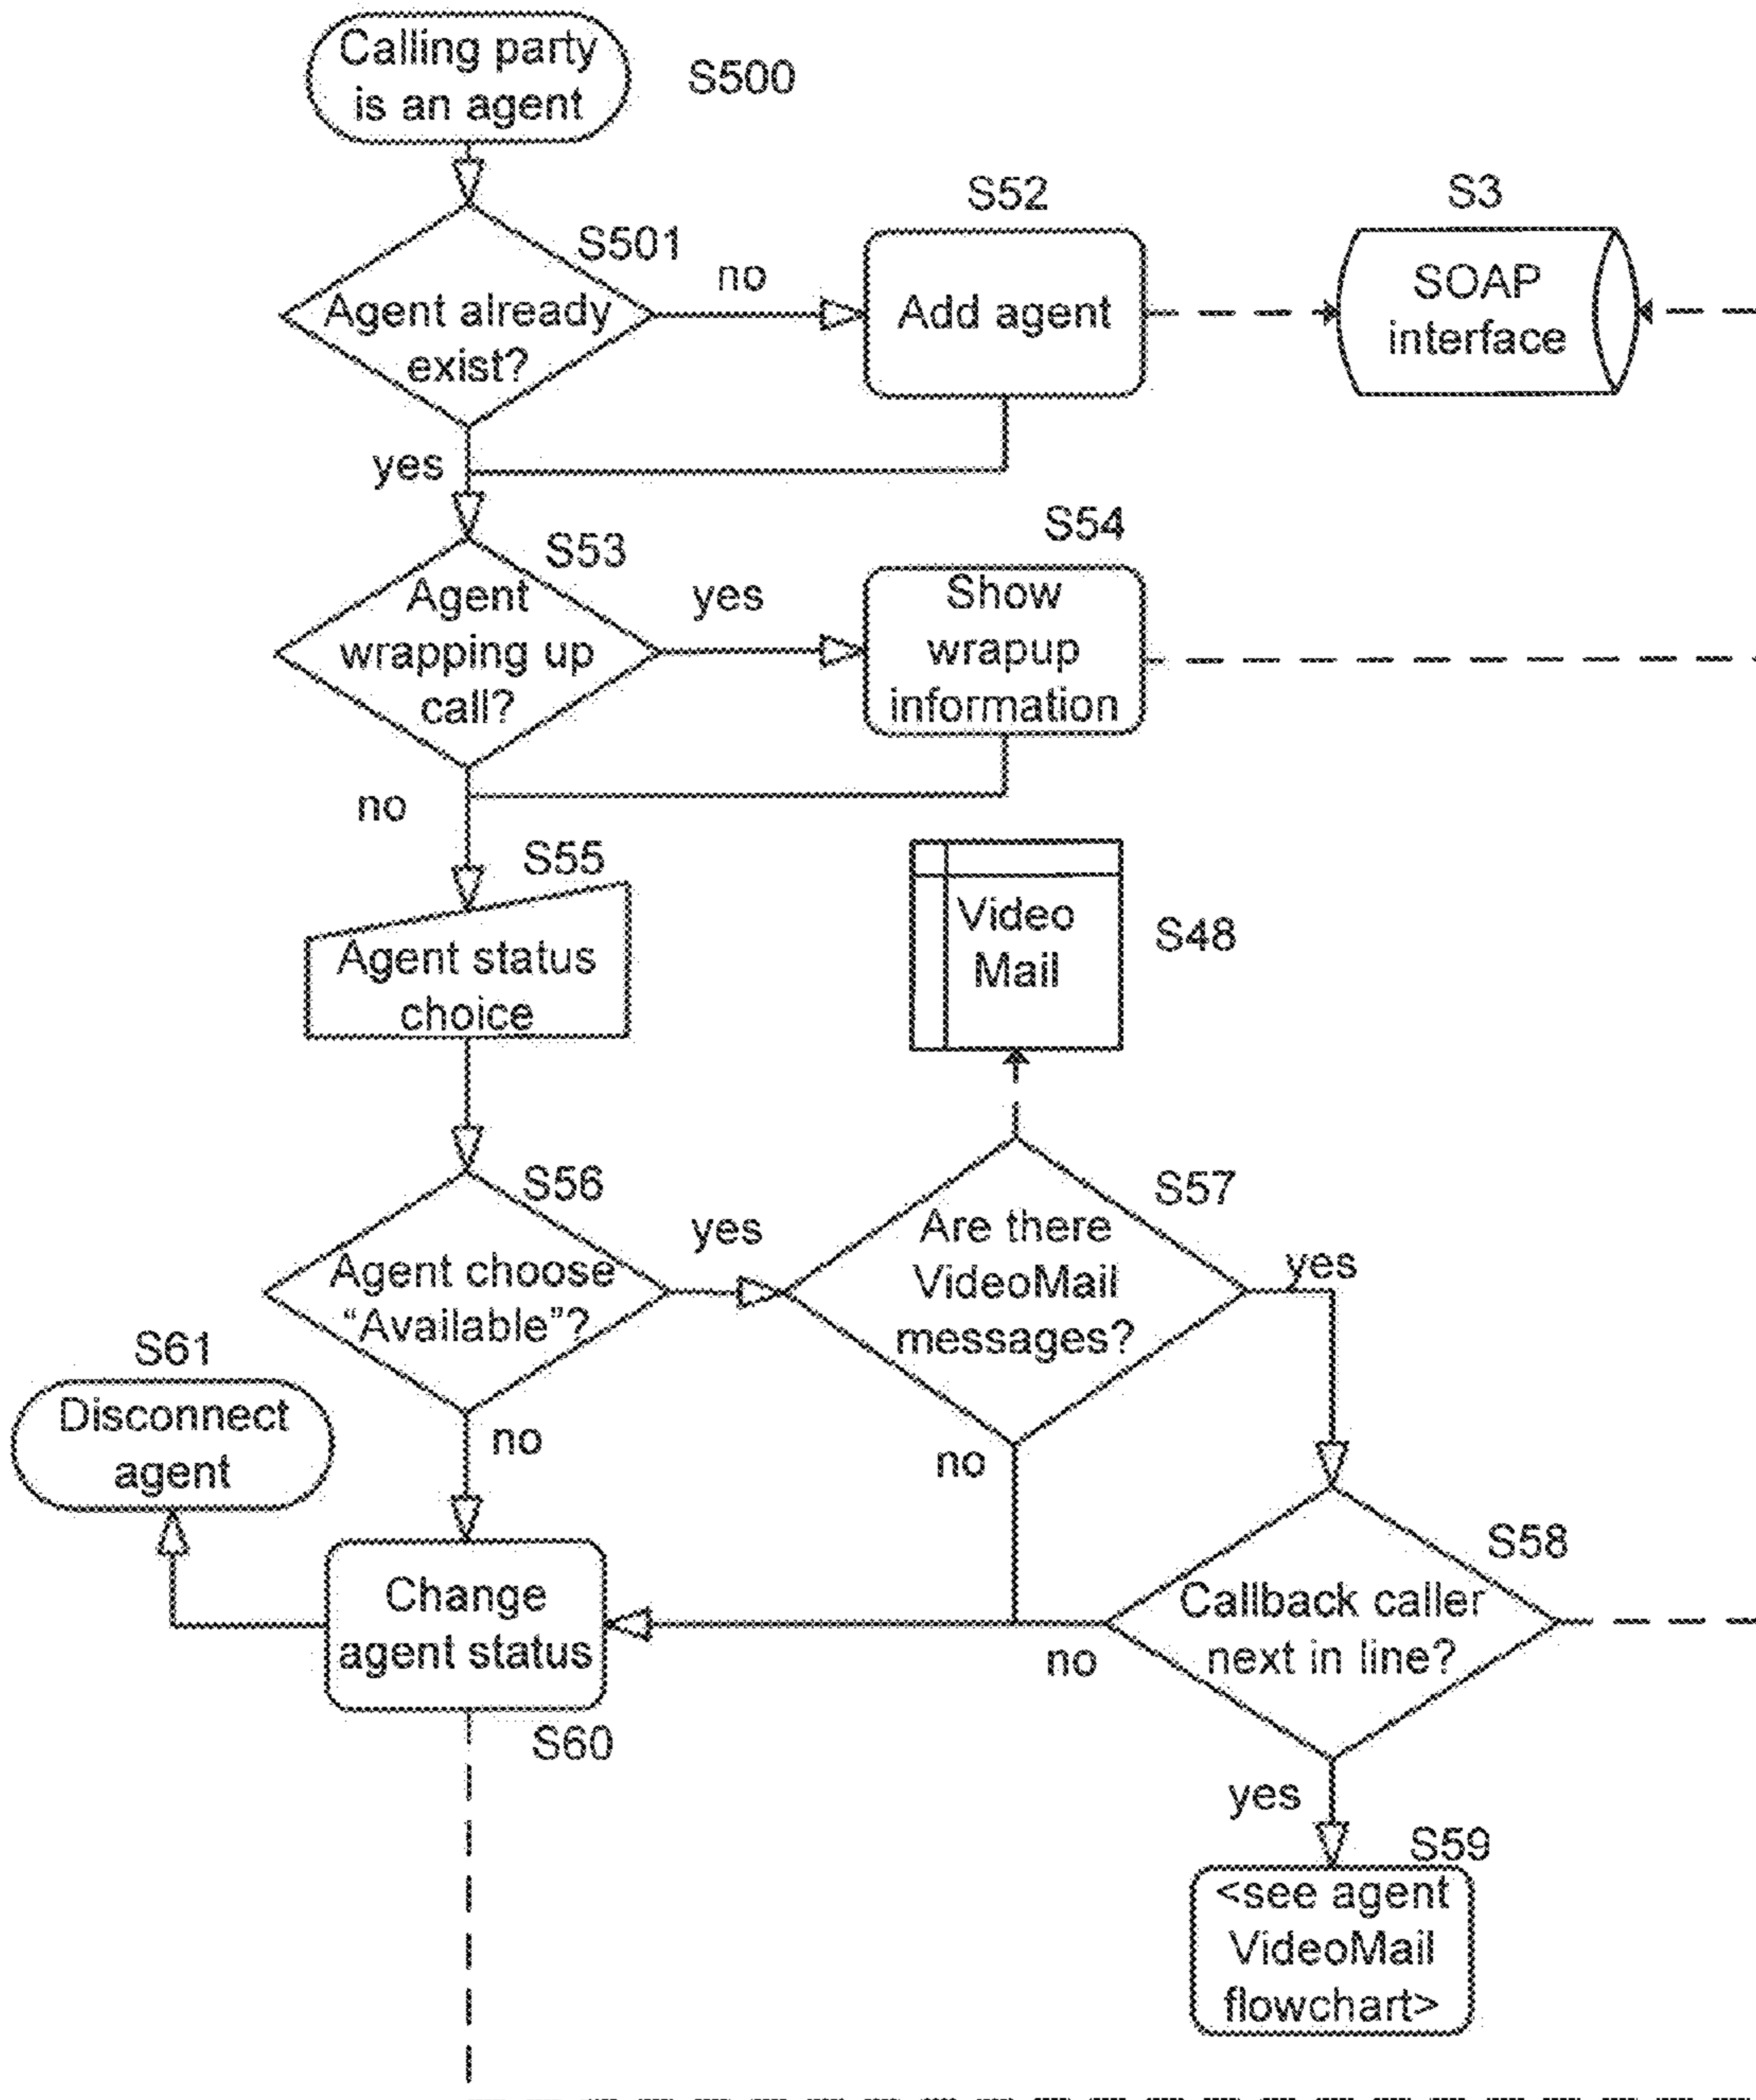 Calling party
is an agent
S500
S501
Agent already
exist?
no
S52
Add agent
S3
SOAP
interface
yes
S53
Agent
wrapping up
call?
yes
S54
Show
wrapup
information
no
S55
Agent status
choice
Video
Mail
S48
S56
Agent choose
“Available”?
yes
S57
Are there
VideoMail
messages?
yes
S61
Disconnect
agent
no
no
Change
agent status
S60
S58
Callback caller
next in line?
no
yes
S59
<see agent
VideoMail
flowchart>